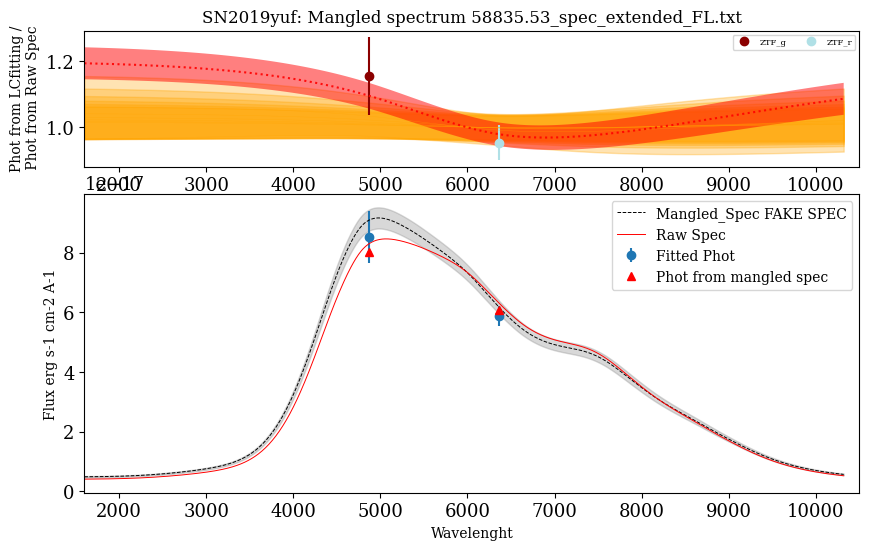 SN2019yuf: Mangled spectrum 58835.53_spec_extended_FL.txt
Phot from LCfitting /
Phot from Raw Spec
1.2
1.0
ZTF_g
ZTF_r
2000 3000 4000 5000 6000 7000 8000 9000 10000
1e−17
Flux erg s-1 cm-2 A-1
8
6
4
2
0
Mangled_Spec FAKE SPEC
Raw Spec
Fitted Phot
Phot from mangled spec
2000 3000 4000 5000 6000 7000 8000 9000 10000
Wavelenght